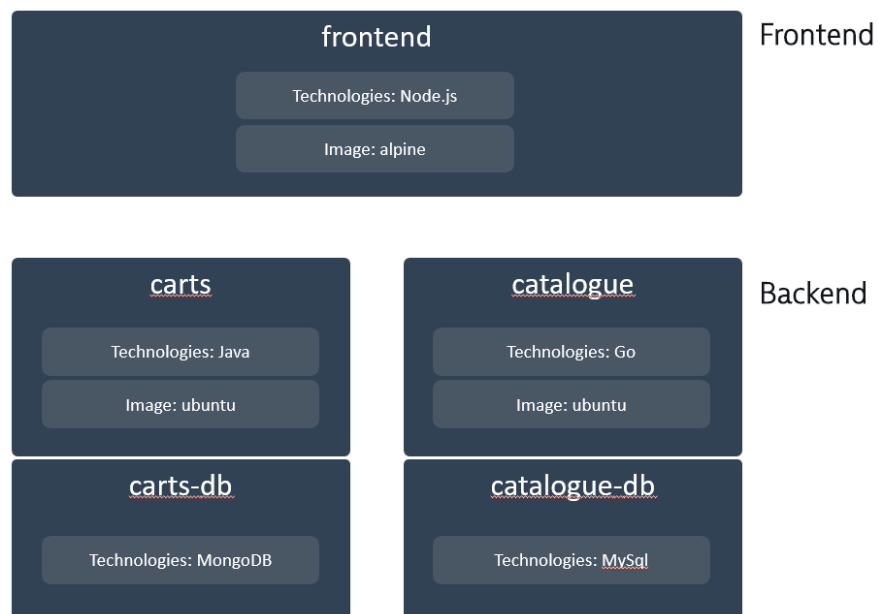 frontend
Frontend
Technologies: Node.js
Image: alpine
carts
catalogue
Backend
Technologies: Java
Technologies: Go
Image: ubuntu
Image: ubuntu
carts-db
catalogue-db
Technologies: MongoDB
Technologies: MySql